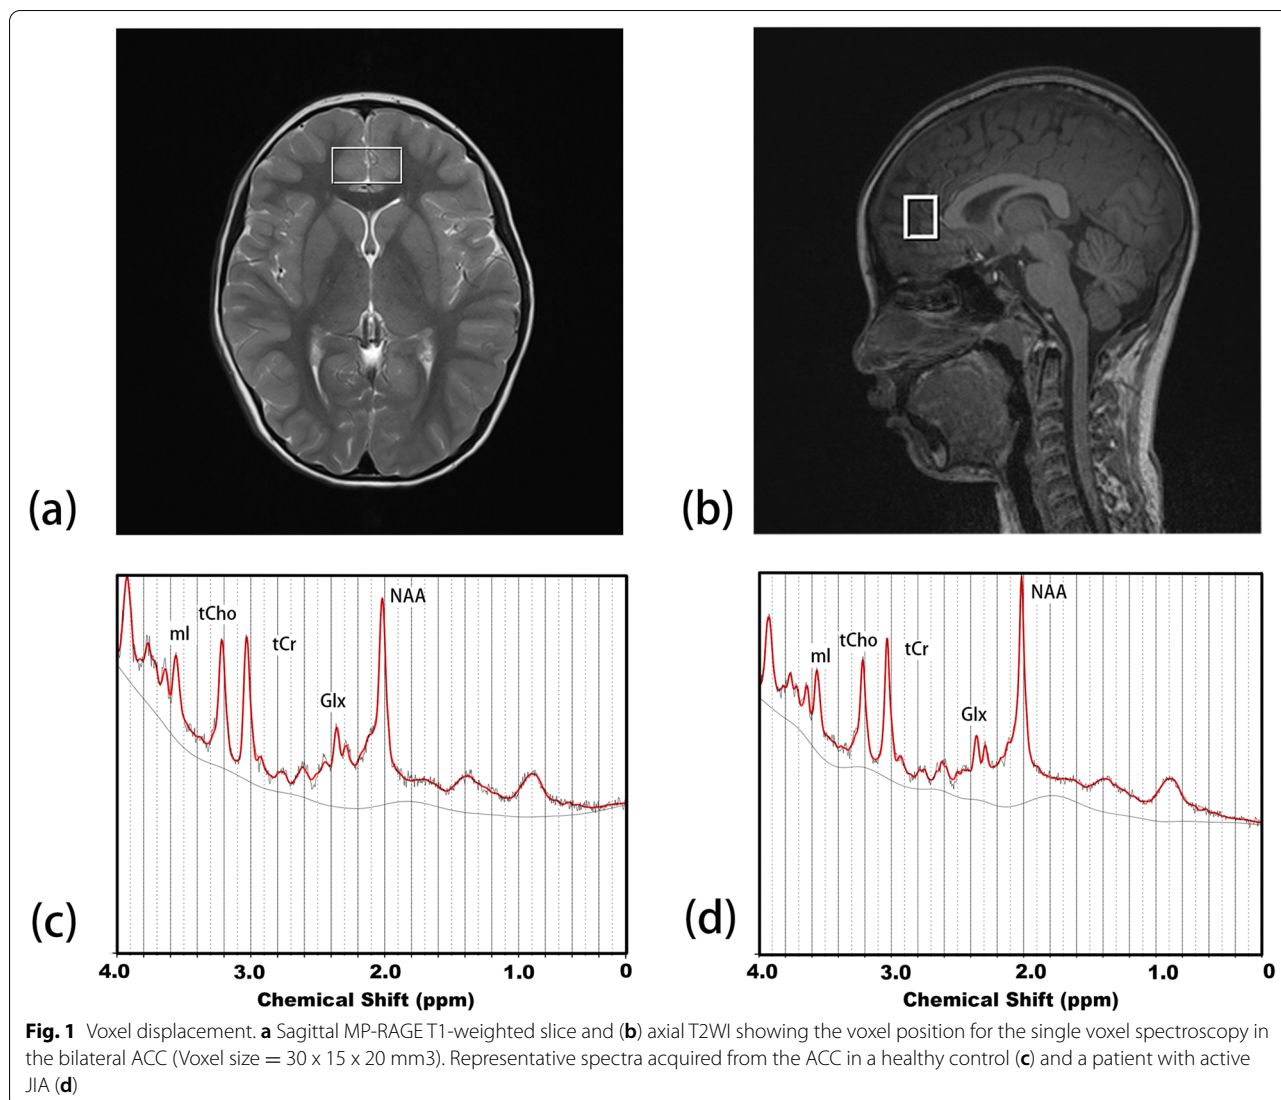 (a)
(b)
ml
tCho
tCr
Glx
NAA
ml
tCho
tCr
Glx
NAA
(c)
(d)
4.0 3.0 2.0 1.0 0
4.0 3.0 2.0 1.0 0
Chemical Shift (ppm)
Chemical Shift (ppm)
Fig. 1 Voxel displacement. a Sagittal MP-RAGE T1-weighted slice and (b) axial T2WI showing the voxel position for the single voxel spectroscopy in
the bilateral ACC (Voxel size = 30 x 15 x 20 mm3). Representative spectra acquired from the ACC in a healthy control (c) and a patient with active
JIA (d)